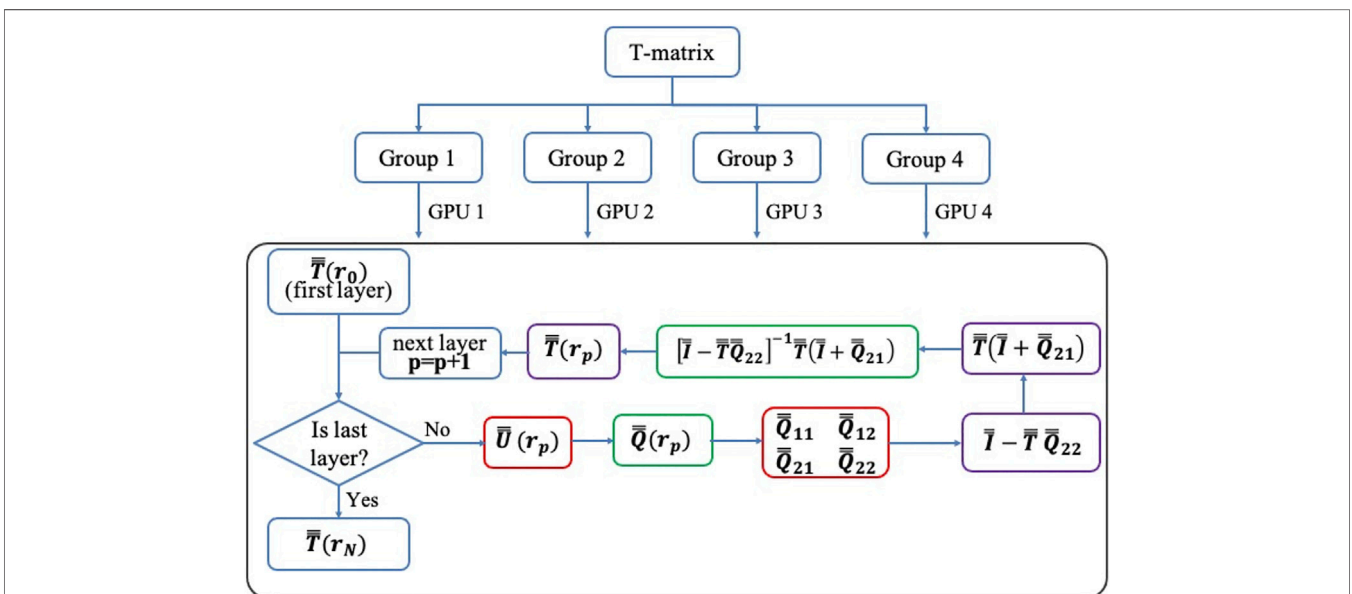 T-matrix
Group 1 Group 2 Group 3 Group 4
GPU 1 GPU 2 GPU 3 GPU 4
T̿(r₀)
(first layer)
next layer
p=p+1
T̿(rₚ)
[I̿ − T̿Q̿₂₂]⁻¹T̿(I̿ + Q̿₂₁)
T̿(I̿ + Q̿₂₁)
Is last
layer?
No
U̿ (rₚ)
Q̿(rₚ)
Q̿₁₁ Q̿₁₂
Q̿₂₁ Q̿₂₂
I̿ − T̿ Q̿₂₂
Yes
T̿(r_N)